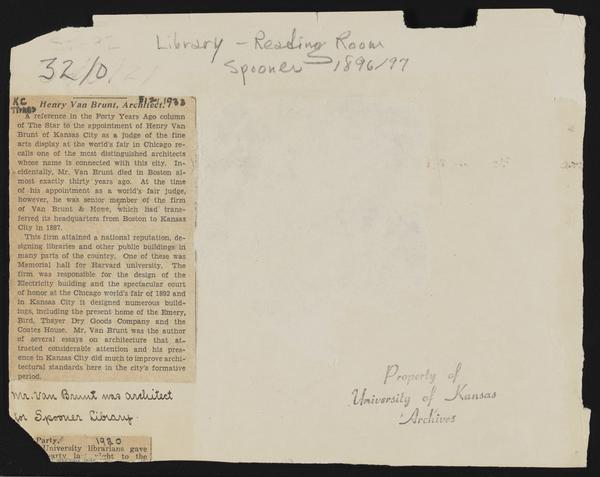 Library - Reading Room
Spooner 1896/97
32/0
KC
TIMES
3/2/1933
Henry Van Brunt, Architect.
A reference in the Forty Years Ago column
of The Star to the appointment of Henry Van
Brunt of Kansas City as a judge of the fine
arts display at the world's fair in Chicago re-
calls one of the most distinguished architects
whose name is connected with this city. In-
cidentally, Mr. Van Brunt died in Boston al-
most exactly thirty years ago. At the time
of his appointment as a world's fair judge,
however, he was senior member of the firm
of Van Brunt & Howe, which had trans-
ferred its headquarters from Boston to Kansas
City in 1887.
This firm attained a national reputation, de-
signing libraries and other public buildings in
many parts of the country. One of these was
Memorial hall for Harvard university. The
firm was responsible for the design of the
Electricity building and the spectacular court
of honor at the Chicago world's fair of 1892 and
in Kansas City it designed numerous build-
ings, including the present home of the Emery,
Bird, Thayer Dry Goods Company and the
Coates House. Mr. Van Brunt was the author
of several essays on architecture that at-
tracted considerable attention and his pres-
ence in Kansas City did much to improve archi-
tectural standards here in the city's formative
period.
Mr. Van Brunt was architect
for Spooner Library.
Party. 1920
University librarians gave
party last night to the
Property of
University of Kansas
Archives